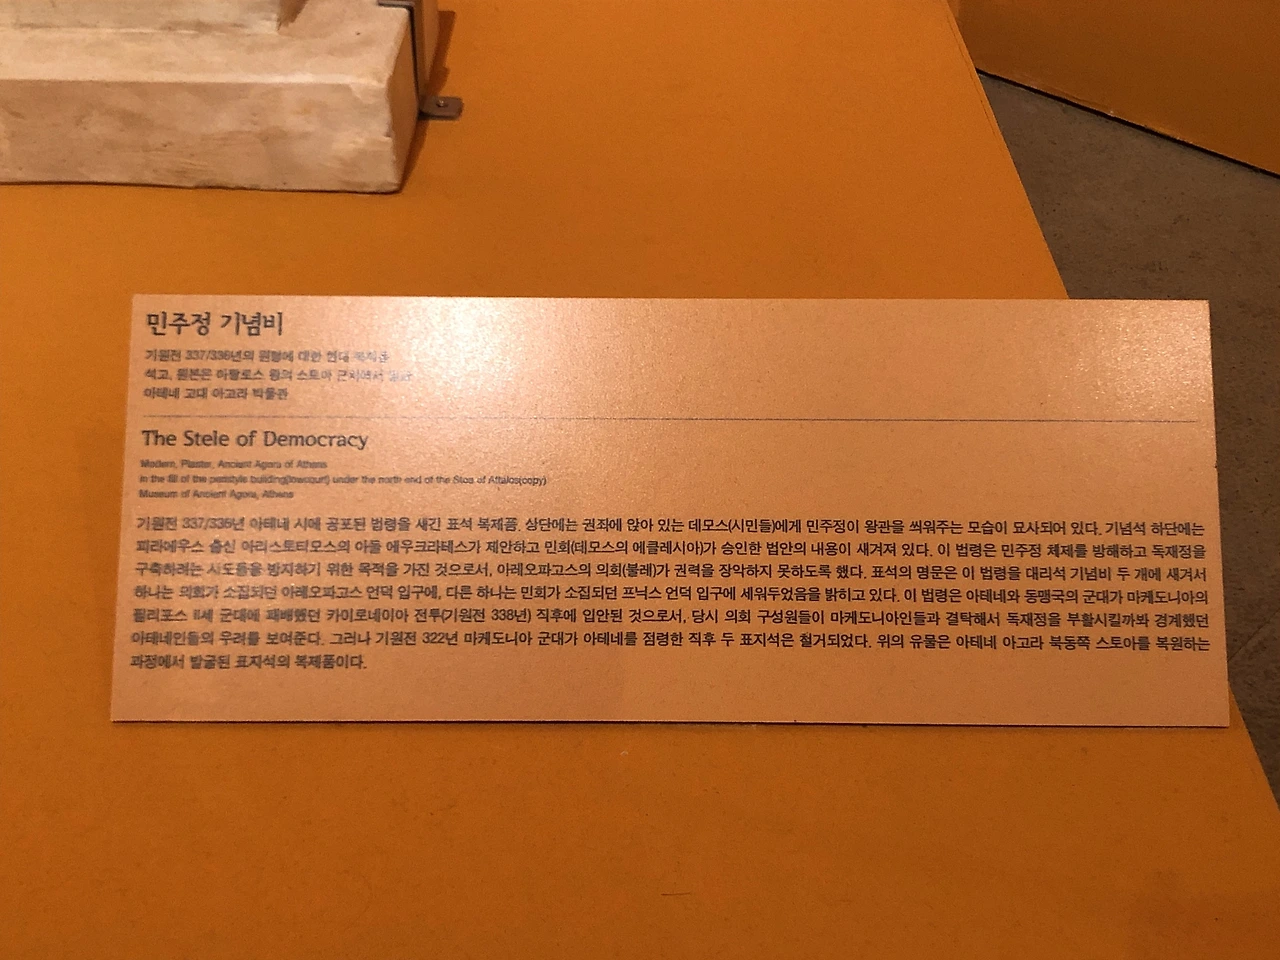 민주정 기념비
기원전 337/336년의 원형에 대한 현대 복제품
석고, 원본은 아탈로스 왕의 스토아 근처에서 발굴
아테네 고대 아고라 박물관
The Stele of Democracy
Modern, Plaster, Ancient Agora of Athens
in the fill of the peristyle building(lawcourt) under the north end of the Stoa of Attalos(copy)
Museum of Ancient Agora, Athens
기원전 337/336년 아테네 시에 공포된 법령을 새긴 표석 복제품. 상단에는 권좌에 앉아 있는 데모스(시민들)에게 민주정이 왕관을 씌워주는 모습이 묘사되어 있다. 기념석 하단에는
피라에우스 출신 아리스토티모스의 아들 에우크라테스가 제안하고 민회(데모스의 에클레시아)가 승인한 법안의 내용이 새겨져 있다. 이 법령은 민주정 체제를 방해하고 독재정을
구축하려는 시도들을 방지하기 위한 목적을 가진 것으로서, 아레오파고스의 의회(불레)가 권력을 장악하지 못하도록 했다. 표석의 명문은 이 법령을 대리석 기념비 두 개에 새겨서
하나는 의회가 소집되던 아레오파고스 언덕 입구에, 다른 하나는 민회가 소집되던 프닉스 언덕 입구에 세워두었음을 밝히고 있다. 이 법령은 아테네와 동맹국의 군대가 마케도니아의
필리포스 II세 군대에 패배했던 카이로네이아 전투(기원전 338년) 직후에 입안된 것으로서, 당시 의회 구성원들이 마케도니아인들과 결탁해서 독재정을 부활시킬까봐 경계했던
아테네인들의 우려를 보여준다. 그러나 기원전 322년 마케도니아 군대가 아테네를 점령한 직후 두 표지석은 철거되었다. 위의 유물은 아테네 아고라 북동쪽 스토아를 복원하는
과정에서 발굴된 표지석의 복제품이다.